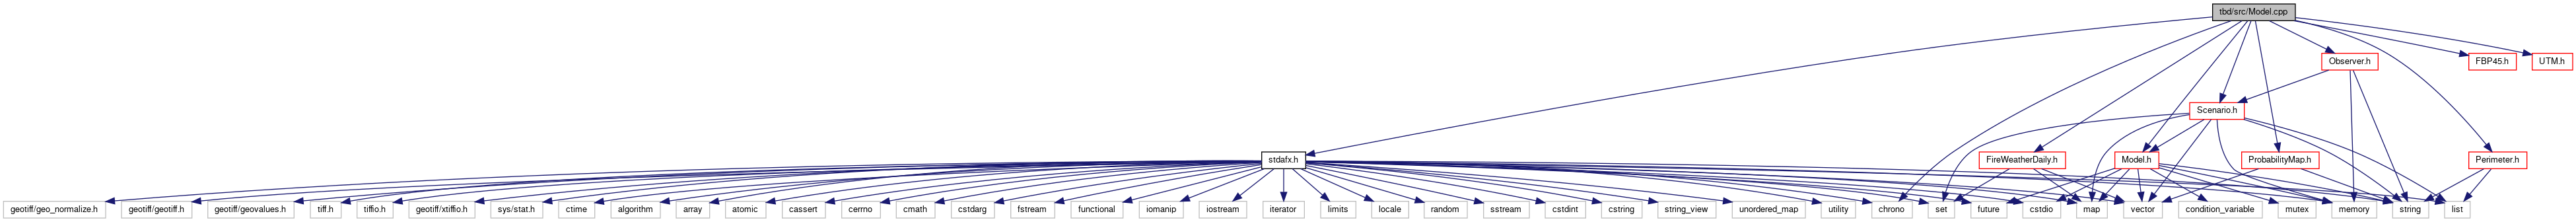 tbd/src/Model.cpp
Observer.h
FBP45.h
UTM.h
Scenario.h
stdafx.h
FireWeatherDaily.h
Model.h
ProbabilityMap.h
Perimeter.h
geotiff/geo_normalize.h
geotiff/geotiff.h
geotiff/geovalues.h
tiff.h
tiffio.h
geotiff/xtiffio.h
sys/stat.h
ctime
algorithm
array
atomic
cassert
cerrno
cmath
cstdarg
fstream
functional
iomanip
iostream
iterator
limits
locale
random
sstream
cstdint
cstring
string_view
unordered_map
utility
chrono
set
future
cstdio
map
vector
condition_variable
mutex
memory
string
list